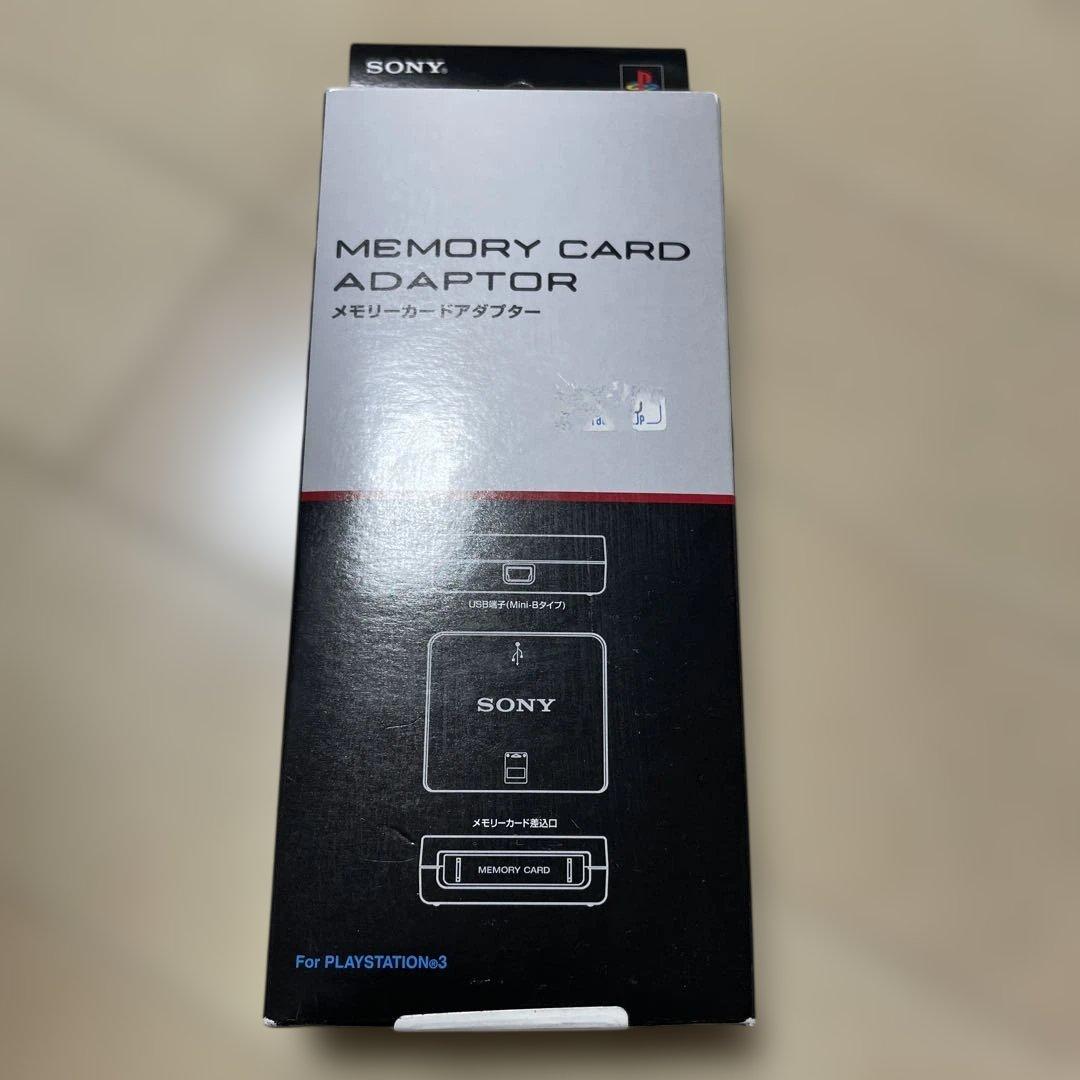 SONY®
MEMORY CARD
ADAPTOR
メモリーカードアダプター
USB端子(Mini-Bタイプ)
SONY
メモリーカード差込口
MEMORY CARD
For PLAYSTATION®3